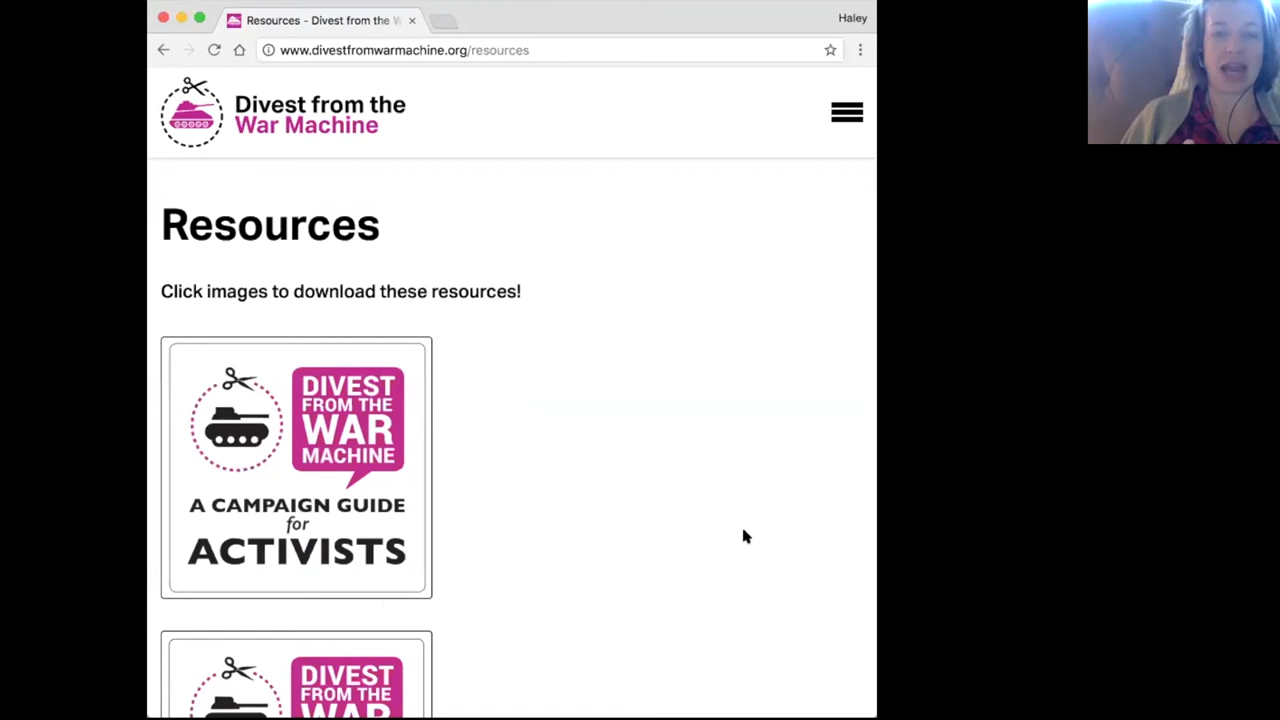 Resources - Divest from the W
Haley
www.divestfromwarmachine.org/resources
Divest from the
War Machine
Resources
Click images to download these resources!
DIVEST
FROM THE
WAR
MACHINE
A CAMPAIGN GUIDE
for
ACTIVISTS
DIVEST
FROM THE
WAR